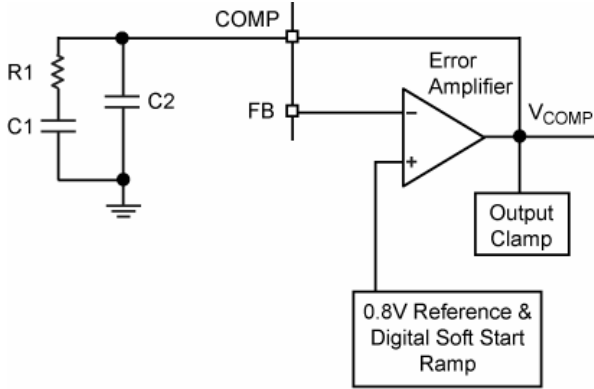 COMP
Error
Amplifier
R1
C2
FB
C1
−
+
VCOMP
Output
Clamp
0.8V Reference &
Digital Soft Start
Ramp